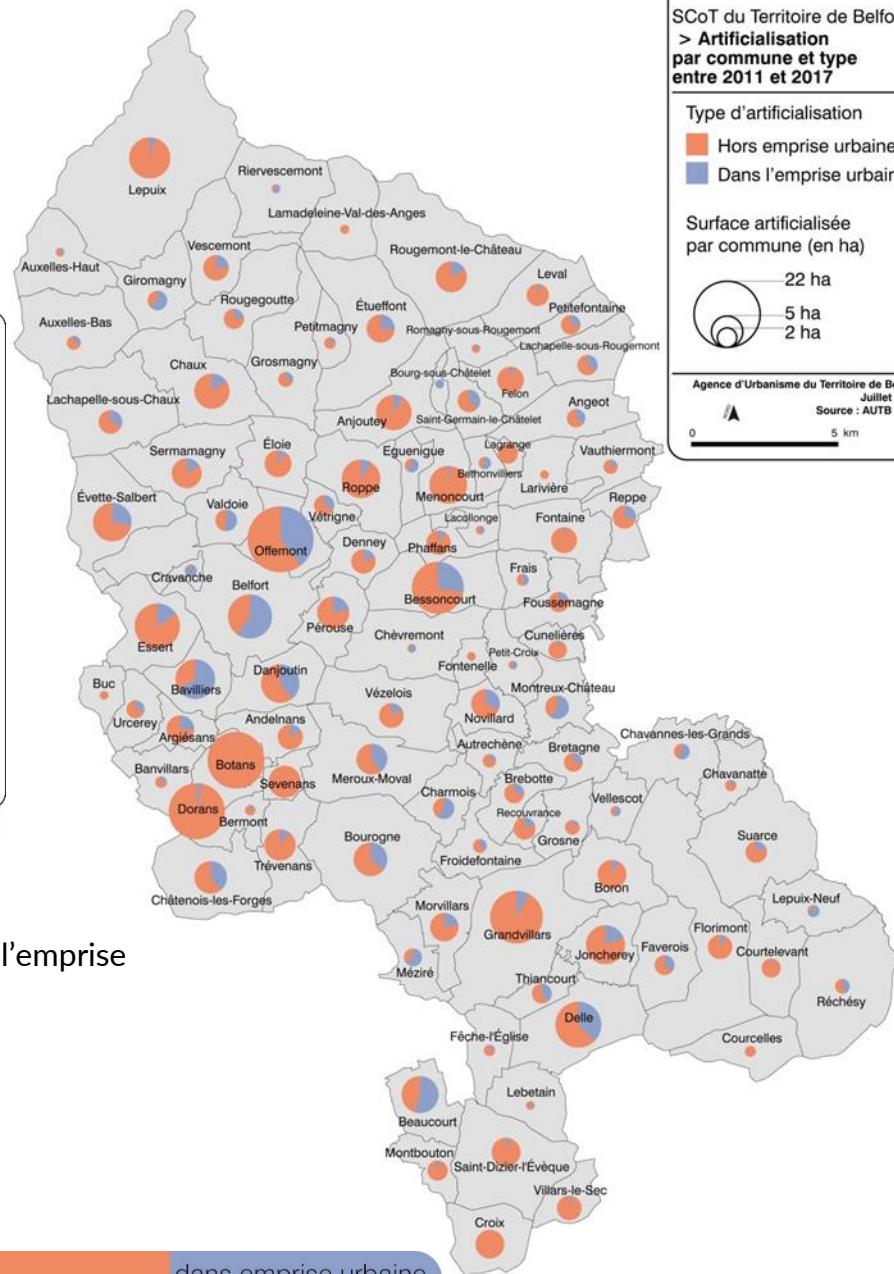 SCoT du Territoire de Belfo
> Artificialisation
par commune et type
entre 2011 et 2017
Type d'artificialisation
Hors emprise urbaine
Dans l'emprise urbain
Surface artificialisée
par commune (en ha)
22 ha
5 ha
2 ha
Agence d'Urbanisme du Territoire de Be
Juillet
Source : AUTB
0 5 km
Lepuix
Riervescemont
Lamadeleine-Val-des-Anges
Auxelles-Haut
Vescemont
Rougemont-le-Château
Giromagny
Leval
Auxelles-Bas
Rougegoutte
Étueffont
Petitefontaine
Petitmagny
Romagny-sous-Rougemont
Lachapelle-sous-Rougemont
Chaux
Grosmagny
Bourg-sous-Châtelet
Felon
Lachapelle-sous-Chaux
Anjoutey
Saint-Germain-le-Châtelet
Angeot
Sermamagny
Éloie
Eguenigue
Lagrange
Vauthiermont
Roppe
Menoncourt
Bethonvilliers
Larivière
Évette-Salbert
Valdoie
Vétrigne
Lacollonge
Fontaine
Reppe
Offemont
Denney
Phaffans
Cravanche
Belfort
Bessoncourt
Frais
Foussemagne
Essert
Pérouse
Chèvremont
Cunelières
Fontenelle
Petit-Croix
Buc
Bavilliers
Danjoutin
Vézelois
Novillard
Montreux-Château
Urcerey
Argiésans
Andelnans
Autrechêne
Bretagne
Chavannes-les-Grands
Banvillars
Botans
Sevenans
Meroux-Moval
Charmois
Brebotte
Vellescot
Chavanatte
Dorans
Bermont
Bourogne
Recouvrance
Grosne
Suarce
Trévenans
Froidefontaine
Châtenois-les-Forges
Boron
Morvillars
Grandvillars
Lepuix-Neuf
Joncherey
Faverois
Florimont
Courtelevant
Méziré
Thiancourt
Réchésy
Delle
Fêche-l'Église
Courcelles
Beaucourt
Lebetain
Montbouton
Saint-Dizier-l'Évèque
Villars-le-Sec
Croix
l'emprise
dans emprise urbaine